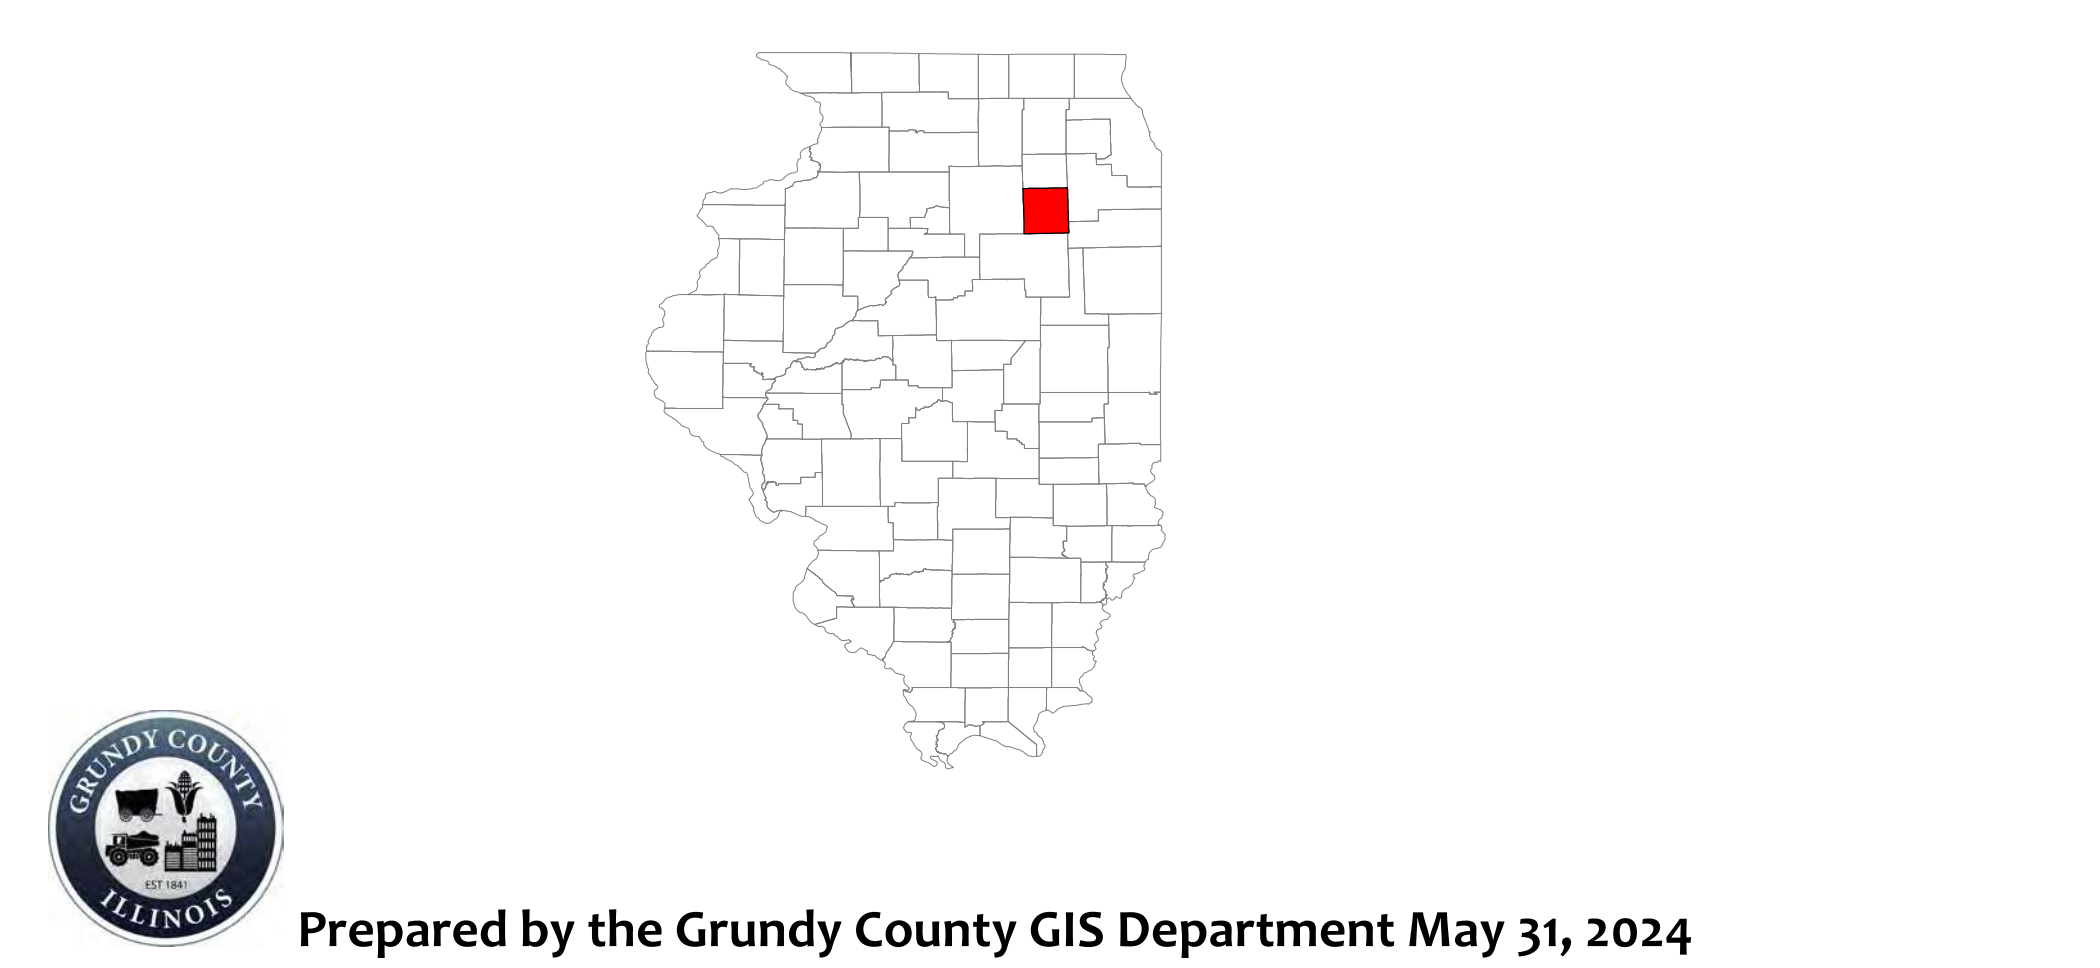 GRUNDY COUNTY
EST 1841
ILLINOIS
Prepared by the Grundy County GIS Department May 31, 2024